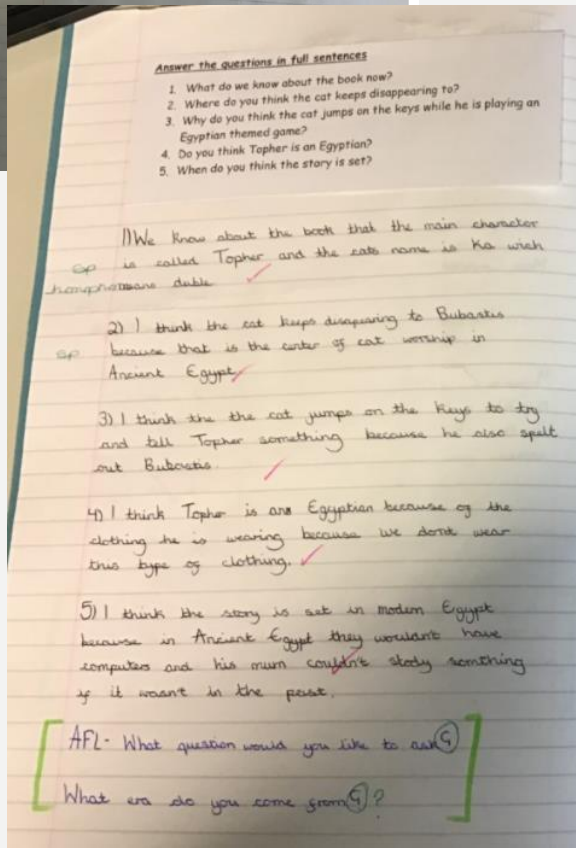 Answer the questions in full sentences
1. What do we know about the book now?
2. Where do you think the cat keeps disappearing to?
3. Why do you think the cat jumps on the keys while he is playing an
Egyptian themed game?
4. Do you think Topher is an Egyptian?
5. When do you think the story is set?
1) We know about the book that the main character
sp is called Topher and the cats name is Ka wich
means duble
2) I think the cat keeps disapearing to Bubastis
sp because that is the center of cat worship in
Ancient Egypt
3) I think the the cat jumps on the keys to try
and tell Topher something because he also spelt
out Bubastis.
4) I think Topher is an Egyptian because of the
clothing he is wearing because we dont wear
this type of clothing.
5) I think the story is set in modern Egypt
because in Ancient Egypt they wouldn't have
computers and his mum couldn't study somthing
if it wasn't in the past.
AFL- What question would you like to ask
What era do you come from ?